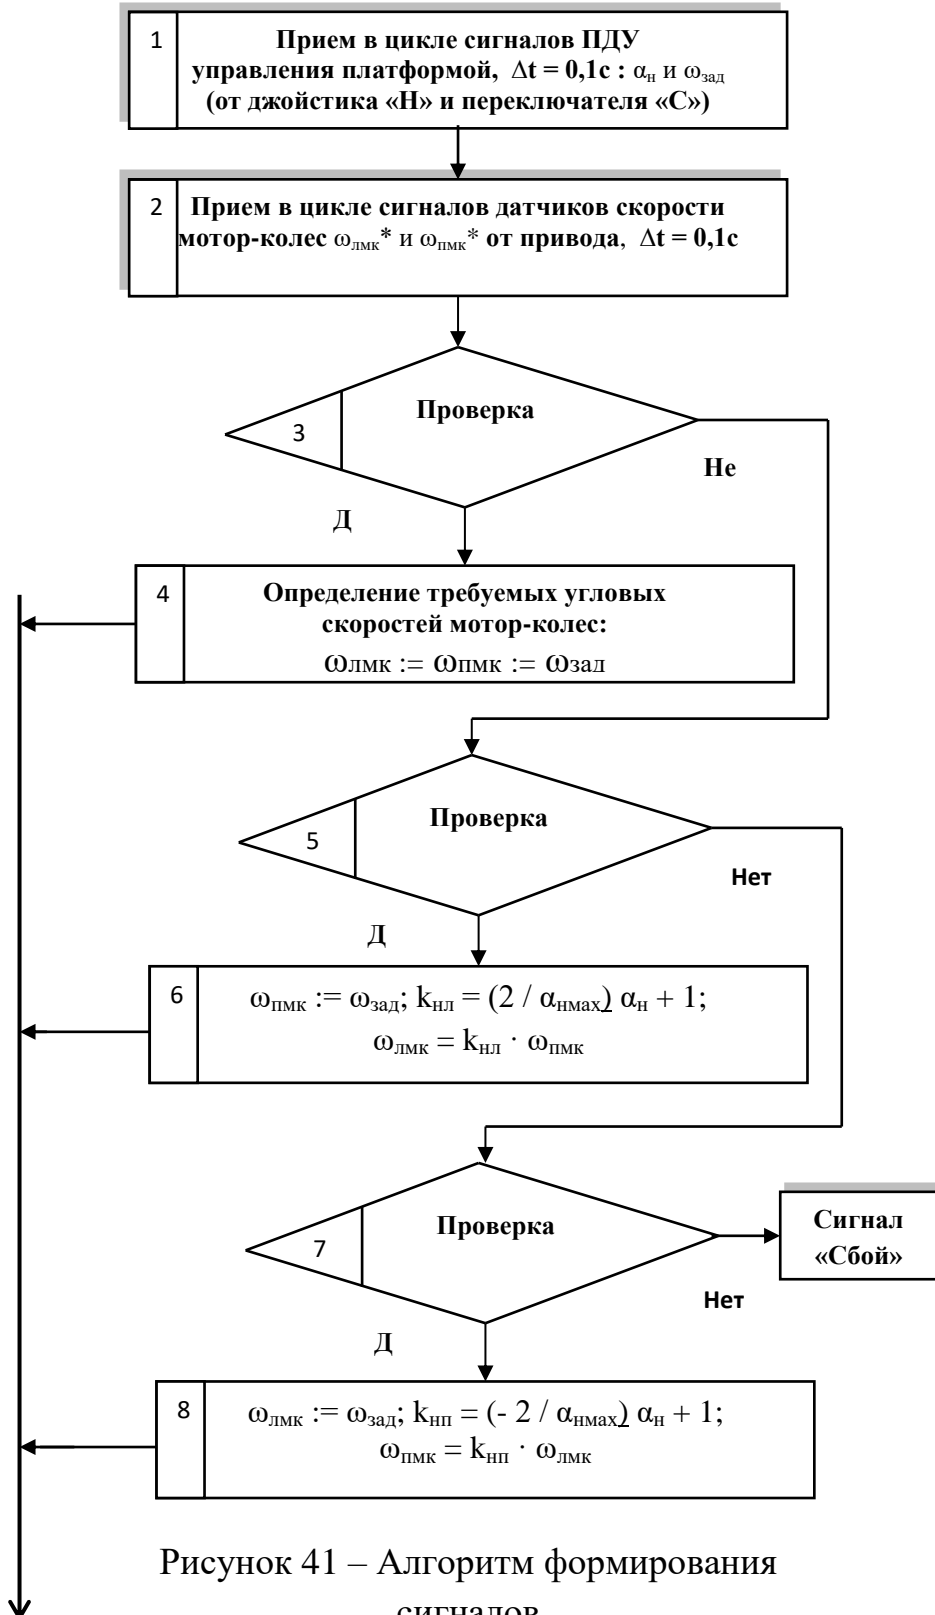 1
Прием в цикле сигналов ПДУ
управления платформой, Δt = 0,1с : αн и ωзад
(от джойстика «Н» и переключателя «С»)
2
Прием в цикле сигналов датчиков скорости
мотор-колес ωлмк* и ωпмк* от привода, Δt = 0,1с
3
Проверка
Не
Д
4
Определение требуемых угловых
скоростей мотор-колес:
ωлмк := ωпмк := ωзад
5
Проверка
Нет
Д
6
ωпмк := ωзад; kнл = (2 / αнмах) αн + 1;
ωлмк = kнл · ωпмк
7
Проверка
Сигнал
«Сбой»
Нет
Д
8
ωлмк := ωзад; kнп = (- 2 / αнмах) αн + 1;
ωпмк = kнп · ωлмк
Рисунок 41 – Алгоритм формирования
сигналов